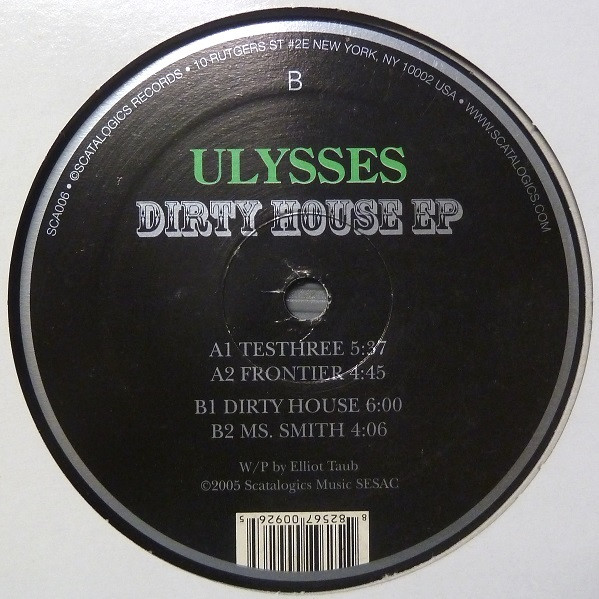 SCA006 • ©SCATALOGICS RECORDS • 10 RUTGERS ST #2E NEW YORK, NY 10002 USA • WWW.SCATALOGICS.COM
B
ULYSSES
DIRTY HOUSE EP
A1 TESTHREE 5:37
A2 FRONTIER 4:45
B1 DIRTY HOUSE 6:00
B2 MS. SMITH 4:06
W/P by Elliot Taub
©2005 Scatalogics Music SESAC
8 82567 00926 5